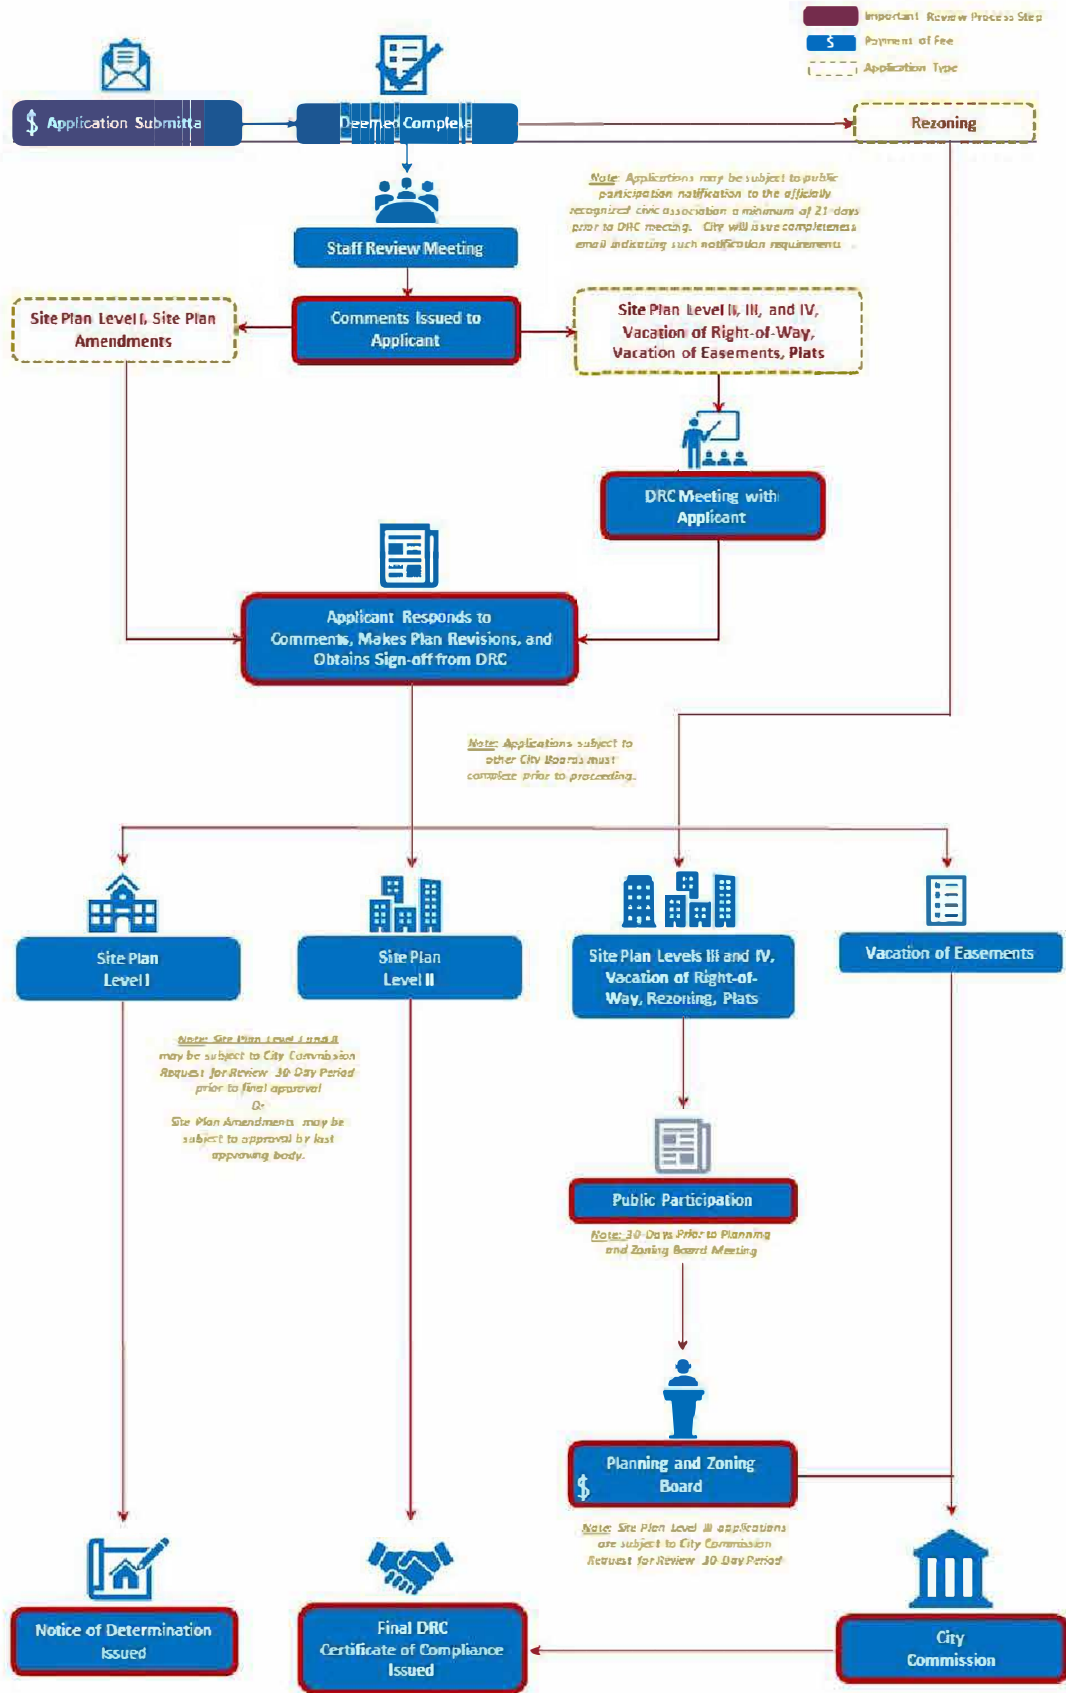 Important Review Process Step
$ Payment of Fee
Application Type
$ Application Submitta
Deemed Complete
Rezoning
Note: Applications may be subject to public
participation notification to the officially
recognized civic association a minimum of 21-days
prior to DRC meeting. City will issue completeness
email indicating such notification requirements
Staff Review Meeting
Site Plan Level I, Site Plan
Amendments
Comments Issued to
Applicant
Site Plan Level II, III, and IV,
Vacation of Right-of-Way,
Vacation of Easements, Plats
DRC Meeting with
Applicant
Applicant Responds to
Comments, Makes Plan Revisions, and
Obtains Sign-off from DRC
Note: Applications subject to
other City Boards must
complete prior to proceeding.
Site Plan
Level I
Site Plan
Level II
Site Plan Levels III and IV,
Vacation of Right-of-
Way, Rezoning, Plats
Vacation of Easements
Note: Site Plan Level I and II
may be subject to City Commission
Request for Review 30-Day Period
prior to final approval
Or
Site Plan Amendments may be
subject to approval by last
approving body.
Public Participation
Note: 30-Days Prior to Planning
and Zoning Board Meeting
Planning and Zoning
$ Board
Note: Site Plan Level III applications
are subject to City Commission
Request for Review 30-Day Period
Notice of Determination
Issued
Final DRC
Certificate of Compliance
Issued
City
Commission